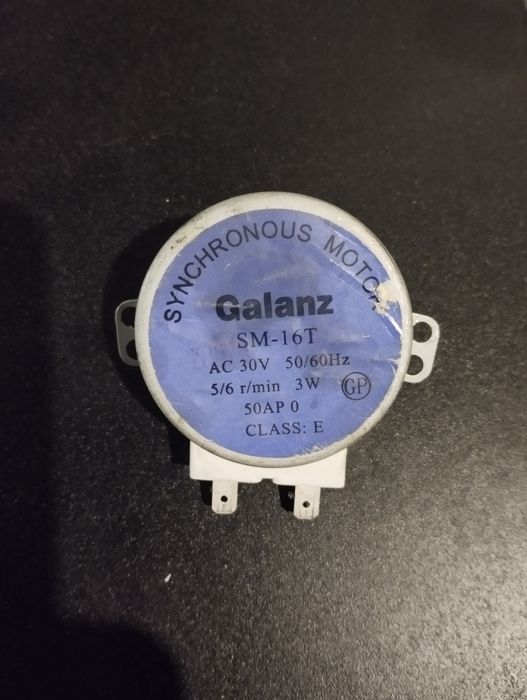 SYNCHRONOUS MOTOR
Galanz
SM-16T
AC 30V 50/60Hz
5/6 r/min 3W GP
50AP 0
CLASS: E